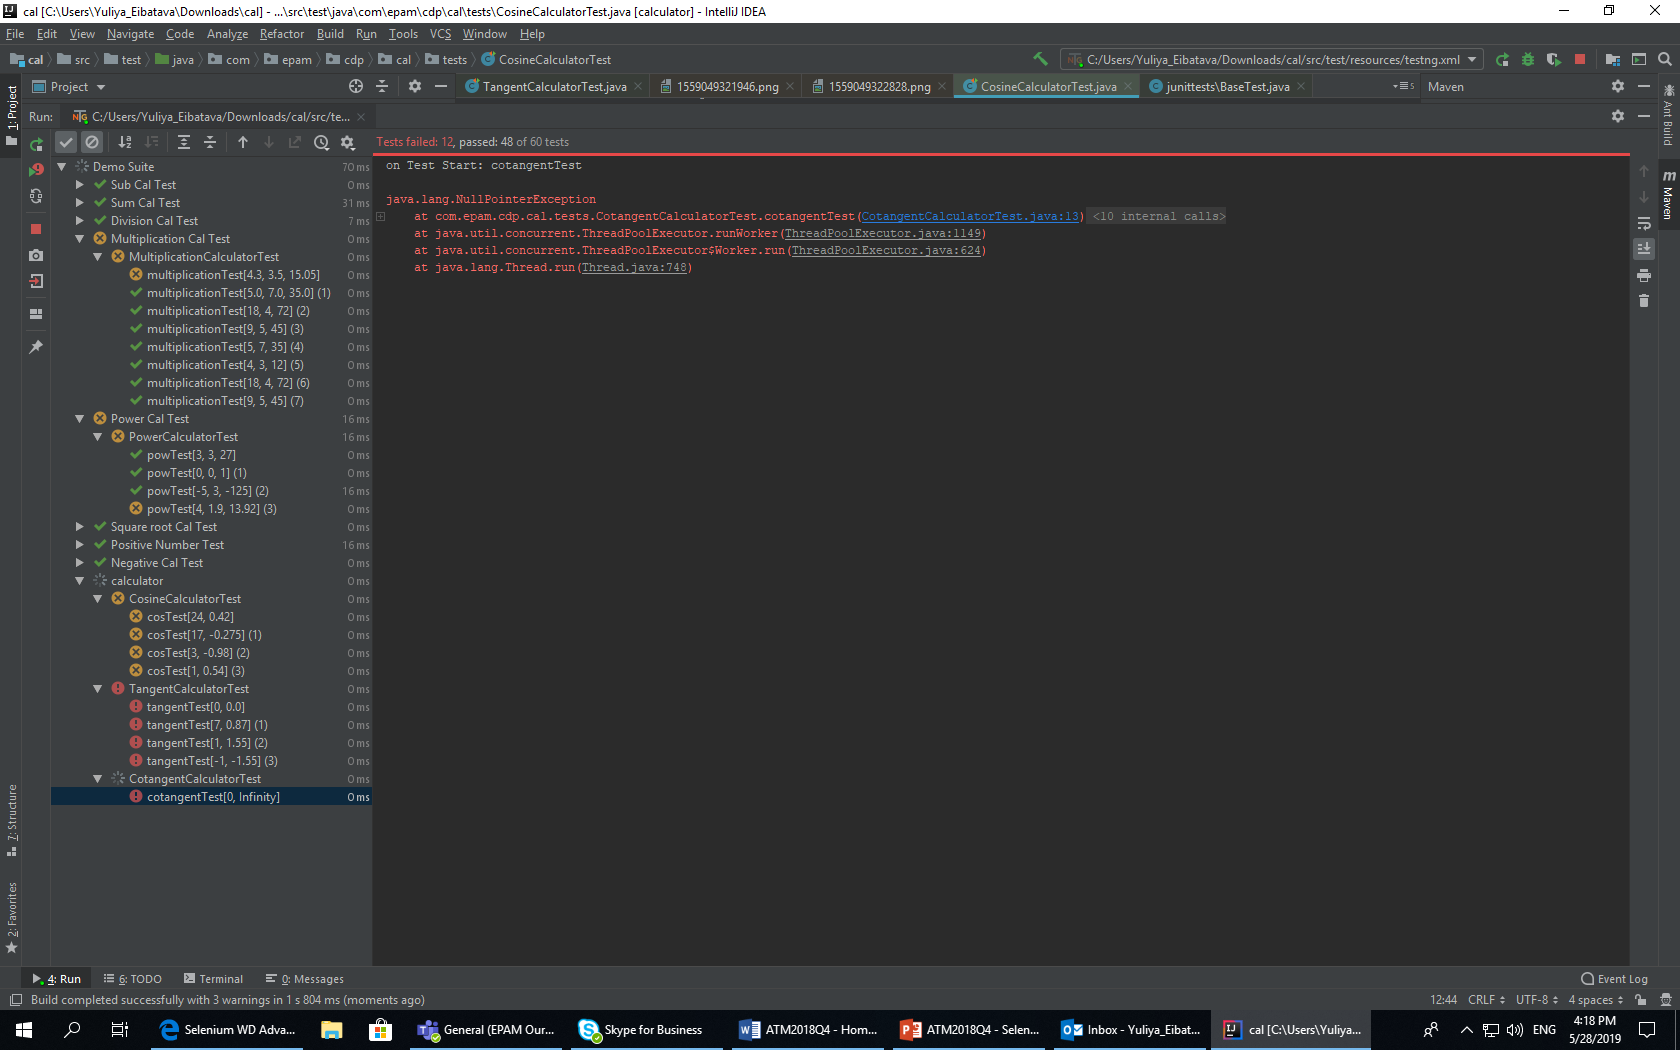 cal [C:\Users\Yuliya_Eibatava\Downloads\cal] - ...\src\test\java\com\epam\cdp\cal\tests\CosineCalculatorTest.java [calculator] - IntelliJ IDEA
File Edit View Navigate Code Analyze Refactor Build Run Tools VCS Window Help
cal src test java com epam cdp cal tests CosineCalculatorTest C:/Users/Yuliya_Eibatava/Downloads/cal/src/test/resources/testng.xml
Project TangentCalculatorTest.java 1559049321946.png 1559049322828.png CosineCalculatorTest.java junittests\BaseTest.java 5 Maven
Run: C:/Users/Yuliya_Eibatava/Downloads/cal/src/te...
1: Project
Ant Build
Maven
Tests failed: 12, passed: 48 of 60 tests
Demo Suite 70 ms
Sub Cal Test 0 ms
Sum Cal Test 31 ms
Division Cal Test 7 ms
Multiplication Cal Test 0 ms
MultiplicationCalculatorTest 0 ms
multiplicationTest[4.3, 3.5, 15.05] 0 ms
multiplicationTest[5.0, 7.0, 35.0] (1) 0 ms
multiplicationTest[18, 4, 72] (2) 0 ms
multiplicationTest[9, 5, 45] (3) 0 ms
multiplicationTest[5, 7, 35] (4) 0 ms
multiplicationTest[4, 3, 12] (5) 0 ms
multiplicationTest[18, 4, 72] (6) 0 ms
multiplicationTest[9, 5, 45] (7) 0 ms
Power Cal Test 16 ms
PowerCalculatorTest 16 ms
powTest[3, 3, 27] 0 ms
powTest[0, 0, 1] (1) 0 ms
powTest[-5, 3, -125] (2) 16 ms
powTest[4, 1.9, 13.92] (3) 0 ms
Square root Cal Test 0 ms
Positive Number Test 16 ms
Negative Cal Test 0 ms
calculator 0 ms
CosineCalculatorTest 0 ms
cosTest[24, 0.42] 0 ms
cosTest[17, -0.275] (1) 0 ms
cosTest[3, -0.98] (2) 0 ms
cosTest[1, 0.54] (3) 0 ms
TangentCalculatorTest 0 ms
tangentTest[0, 0.0] 0 ms
tangentTest[7, 0.87] (1) 0 ms
tangentTest[1, 1.55] (2) 0 ms
tangentTest[-1, -1.55] (3) 0 ms
CotangentCalculatorTest 0 ms
cotangentTest[0, Infinity] 0 ms
on Test Start: cotangentTest
java.lang.NullPointerException
at com.epam.cdp.cal.tests.CotangentCalculatorTest.cotangentTest(CotangentCalculatorTest.java:13) <10 internal calls>
at java.util.concurrent.ThreadPoolExecutor.runWorker(ThreadPoolExecutor.java:1149)
at java.util.concurrent.ThreadPoolExecutor$Worker.run(ThreadPoolExecutor.java:624)
at java.lang.Thread.run(Thread.java:748)
7: Structure
2: Favorites
4: Run 6: TODO Terminal 0: Messages Event Log
Build completed successfully with 3 warnings in 1 s 804 ms (moments ago) 12:44 CRLF UTF-8 4 spaces
Selenium WD Adva... General (EPAM Our... Skype for Business ATM2018Q4 - Hom... ATM2018Q4 - Selen... Inbox - Yuliya_Eibat... cal [C:\Users\Yuliya... ENG 4:18 PM
5/28/2019